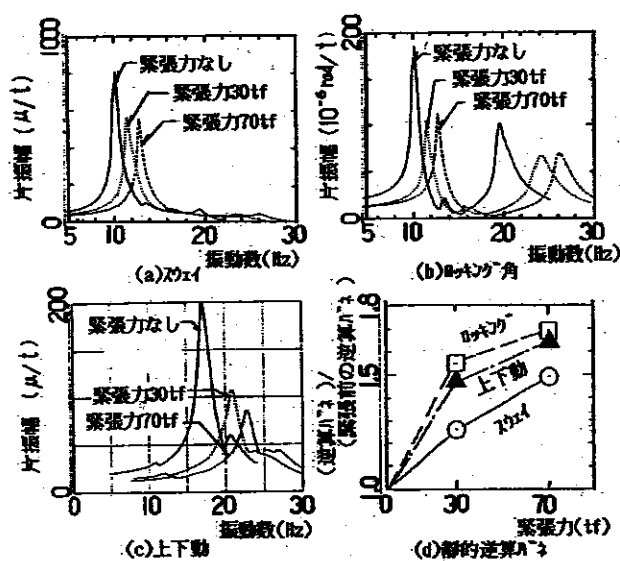 1000
片振幅 (μ/t)
緊張力なし
緊張力30tf
緊張力70tf
0
5 10 20 30
振動数(Hz)
(a)スウェイ
200
片振幅 (10⁻⁶rad/t)
緊張力なし
緊張力30tf
緊張力70tf
0
5 10 20 30
振動数(Hz)
(b)ロッキング角
200
片振幅 (μ/t)
緊張力なし
緊張力30tf
緊張力70tf
0
0 5 10 20 30
振動数(Hz)
(c)上下動
(逆算バネ)/
(緊張前の逆算バネ)
1.8
1.5
1.0
ロッキング
上下動
スウェイ
30 70
緊張力(tf)
(d)静的逆算バネ